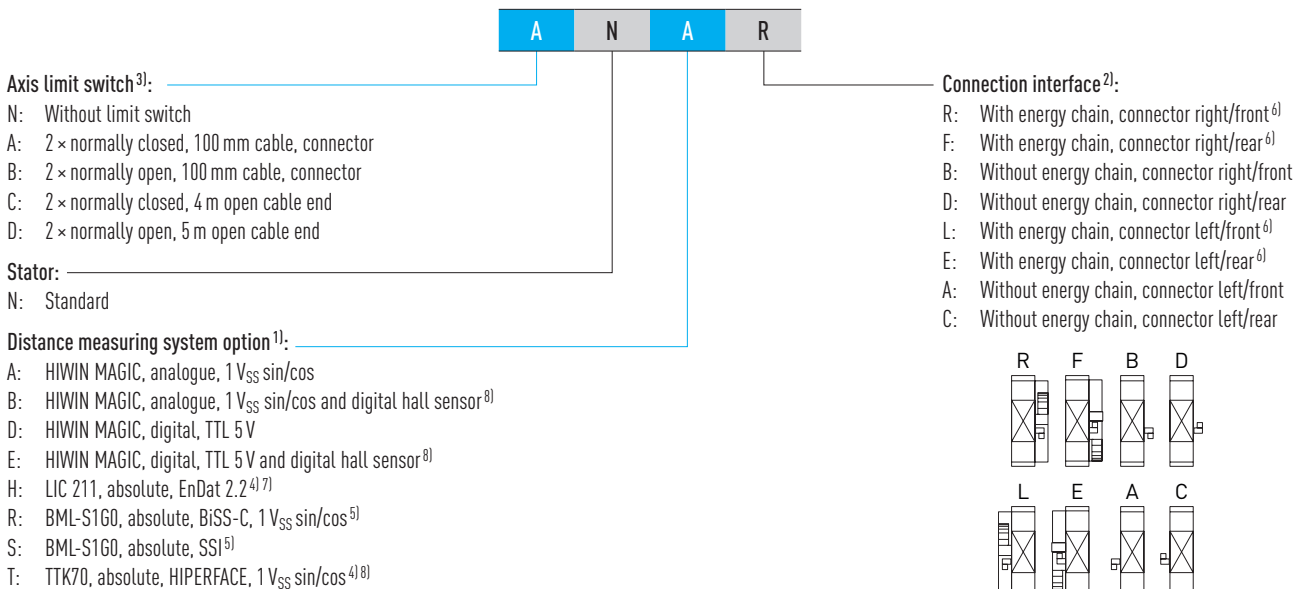 A N A R
Axis limit switch 3):
N: Without limit switch
A: 2 × normally closed, 100 mm cable, connector
B: 2 × normally open, 100 mm cable, connector
C: 2 × normally closed, 4 m open cable end
D: 2 × normally open, 5 m open cable end
Stator:
N: Standard
Distance measuring system option 1):
A: HIWIN MAGIC, analogue, 1 VSS sin/cos
B: HIWIN MAGIC, analogue, 1 VSS sin/cos and digital hall sensor 8)
D: HIWIN MAGIC, digital, TTL 5 V
E: HIWIN MAGIC, digital, TTL 5 V and digital hall sensor 8)
H: LIC 211, absolute, EnDat 2.2 4) 7)
R: BML-S1G0, absolute, BiSS-C, 1 VSS sin/cos 5)
S: BML-S1G0, absolute, SSI 5)
T: TTK70, absolute, HIPERFACE, 1 VSS sin/cos 4) 8)
Connection interface 2):
R: With energy chain, connector right/front 6)
F: With energy chain, connector right/rear 6)
B: Without energy chain, connector right/front
D: Without energy chain, connector right/rear
L: With energy chain, connector left/front 6)
E: With energy chain, connector left/rear 6)
A: Without energy chain, connector left/front
C: Without energy chain, connector left/rear
R F B D
L E A C